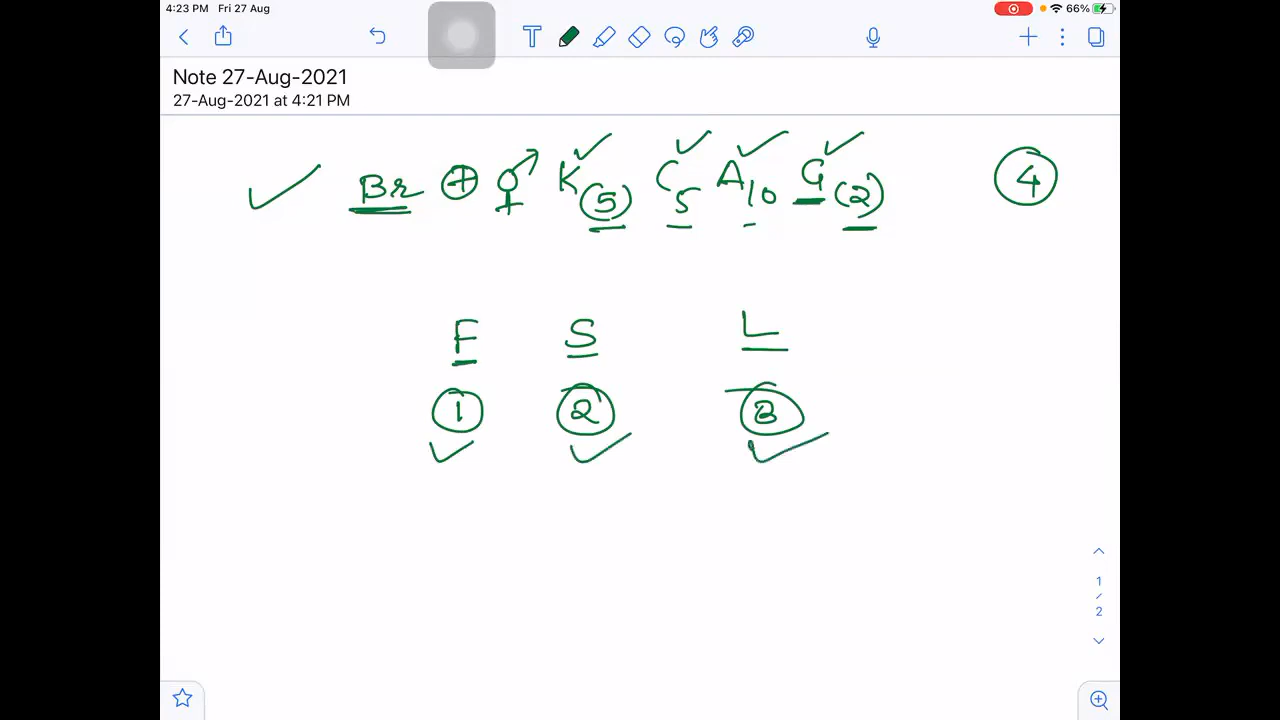 4:23 PM Fri 27 Aug 66%
T
Note 27-Aug-2021
27-Aug-2021 at 4:21 PM
✓ Br ⊕ ⚥ K(5) C5 A10 G(2) 4
F S L
1 2 3
1
2